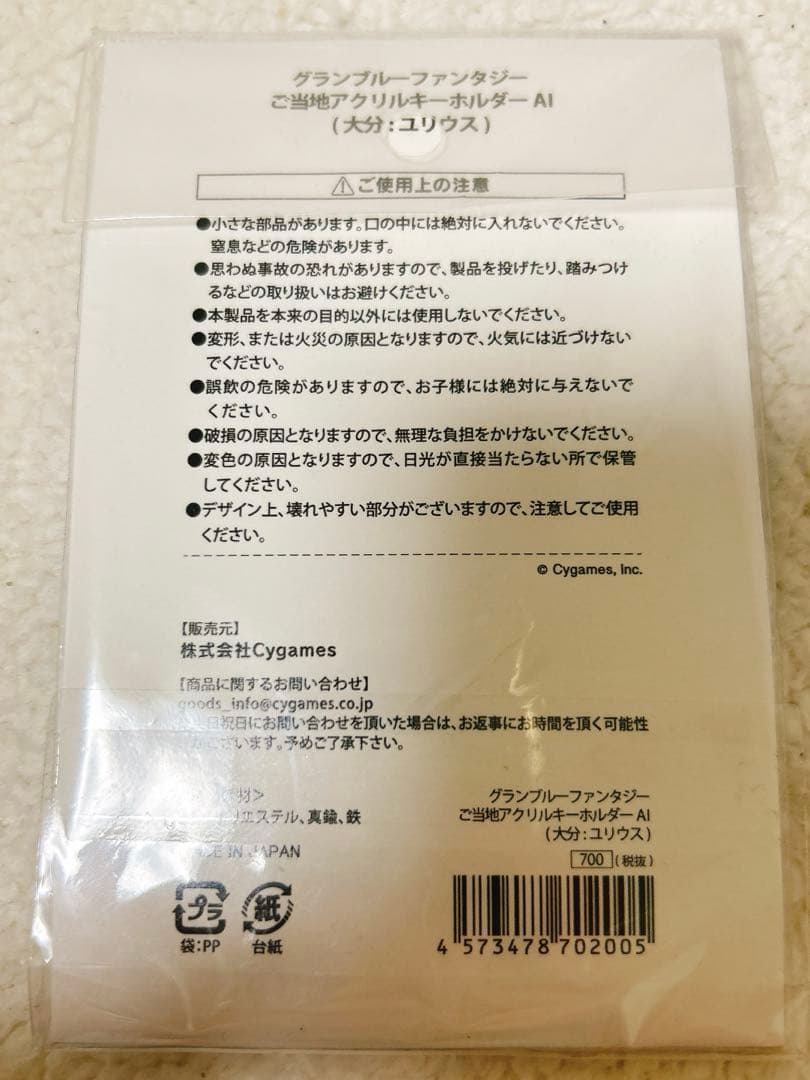 グランブルーファンタジー
ご当地アクリルキーホルダー AI
(大分:ユリウス)
⚠ご使用上の注意
●小さな部品があります。口の中には絶対に入れないでください。
窒息などの危険があります。
●思わぬ事故の恐れがありますので、製品を投げたり、踏みつけ
るなどの取り扱いはお避けください。
●本製品を本来の目的以外には使用しないでください。
●変形、または火災の原因となりますので、火気には近づけない
でください。
●誤飲の危険がありますので、お子様には絶対に与えないで
ください。
●破損の原因となりますので、無理な負担をかけないでください。
●変色の原因となりますので、日光が直接当たらない所で保管
してください。
●デザイン上、壊れやすい部分がございますので、注意してご使用
ください。
© Cygames, Inc.
【販売元】
株式会社Cygames
【商品に関するお問い合わせ】
goods_info@cygames.co.jp
日祝日にお問い合わせを頂いた場合は、お返事にお時間を頂く可能性
ございます。予めご了承下さい。
材>
エステル、真鍮、鉄
IN JAPAN
グランブルーファンタジー
ご当地アクリルキーホルダー AI
(大分:ユリウス)
700 (税抜)
プラ 紙
袋:PP 台紙
4 573478 702005